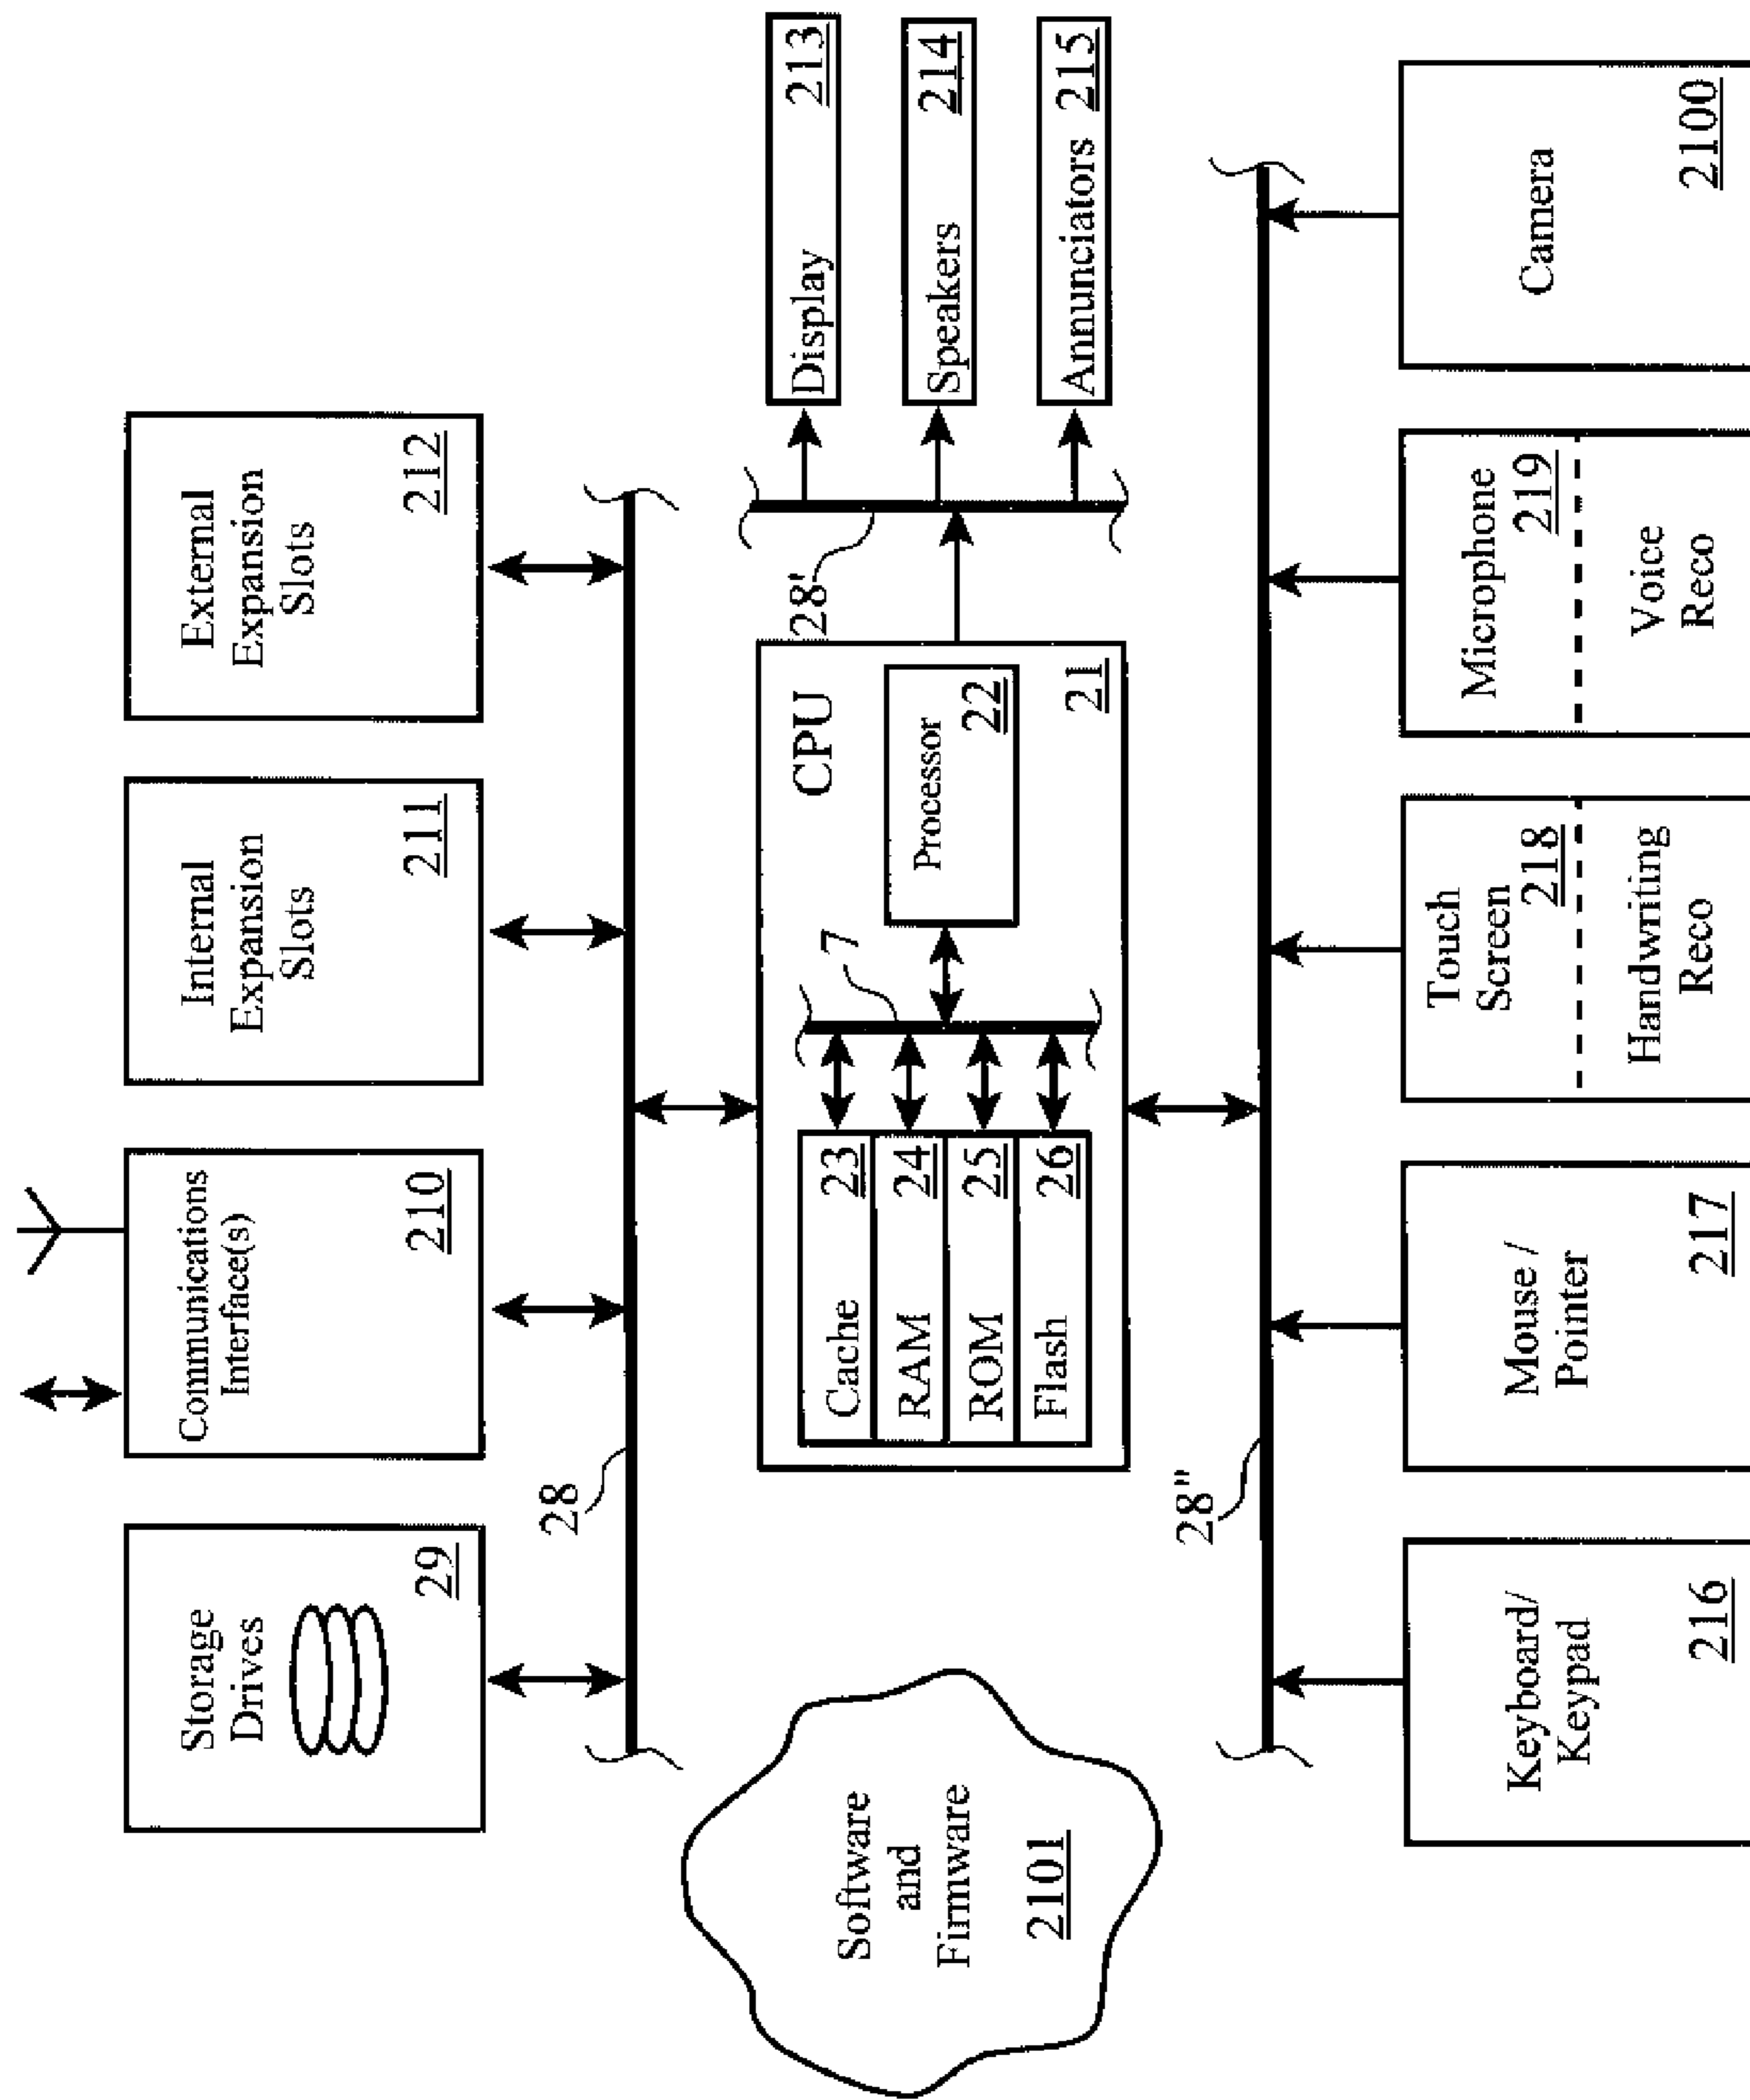 Storage
Drives
29
Communications
Interface(s)
210
Internal
Expansion
Slots
211
External
Expansion
Slots
212
28
Software
and
Firmware
2101
CPU
Cache 23
RAM 24
ROM 25
Flash 26
7
Processor
22
21
28'
Display 213
Speakers 214
Annunciators 215
28"
Keyboard/
Keypad
216
Mouse /
Pointer
217
Touch
Screen
218
Handwriting
Reco
Microphone
219
Voice
Reco
Camera
2100